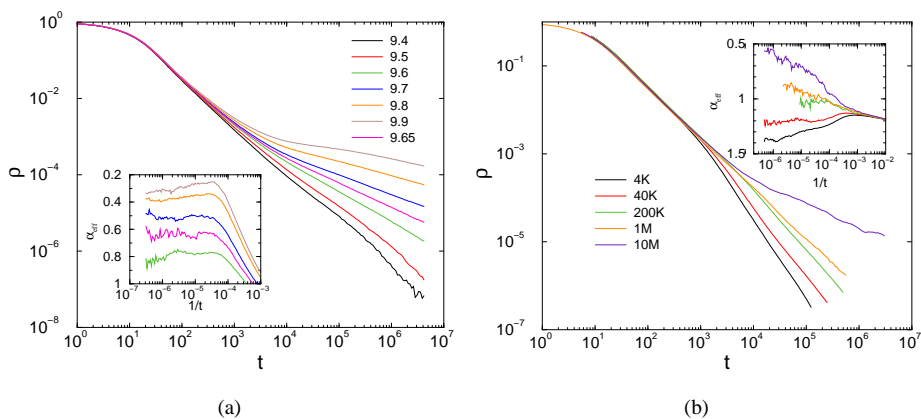 10^0
10^-2
10^-4
10^-6
10^-8
ρ
10^0 10^1 10^2 10^3 10^4 10^5 10^6 10^7
t
9.4
9.5
9.6
9.7
9.8
9.9
9.65
0.2
0.4
0.6
0.8
1
α_eff
10^-7 10^-6 10^-5 10^-4 10^-3
1/t
(a)
10^-1
10^-3
10^-5
10^-7
ρ
10^0 10^1 10^2 10^3 10^4 10^5 10^6 10^7
t
4K
40K
200K
1M
10M
0.5
1
1.5
α_eff
10^-6 10^-5 10^-4 10^-3 10^-2
1/t
(b)